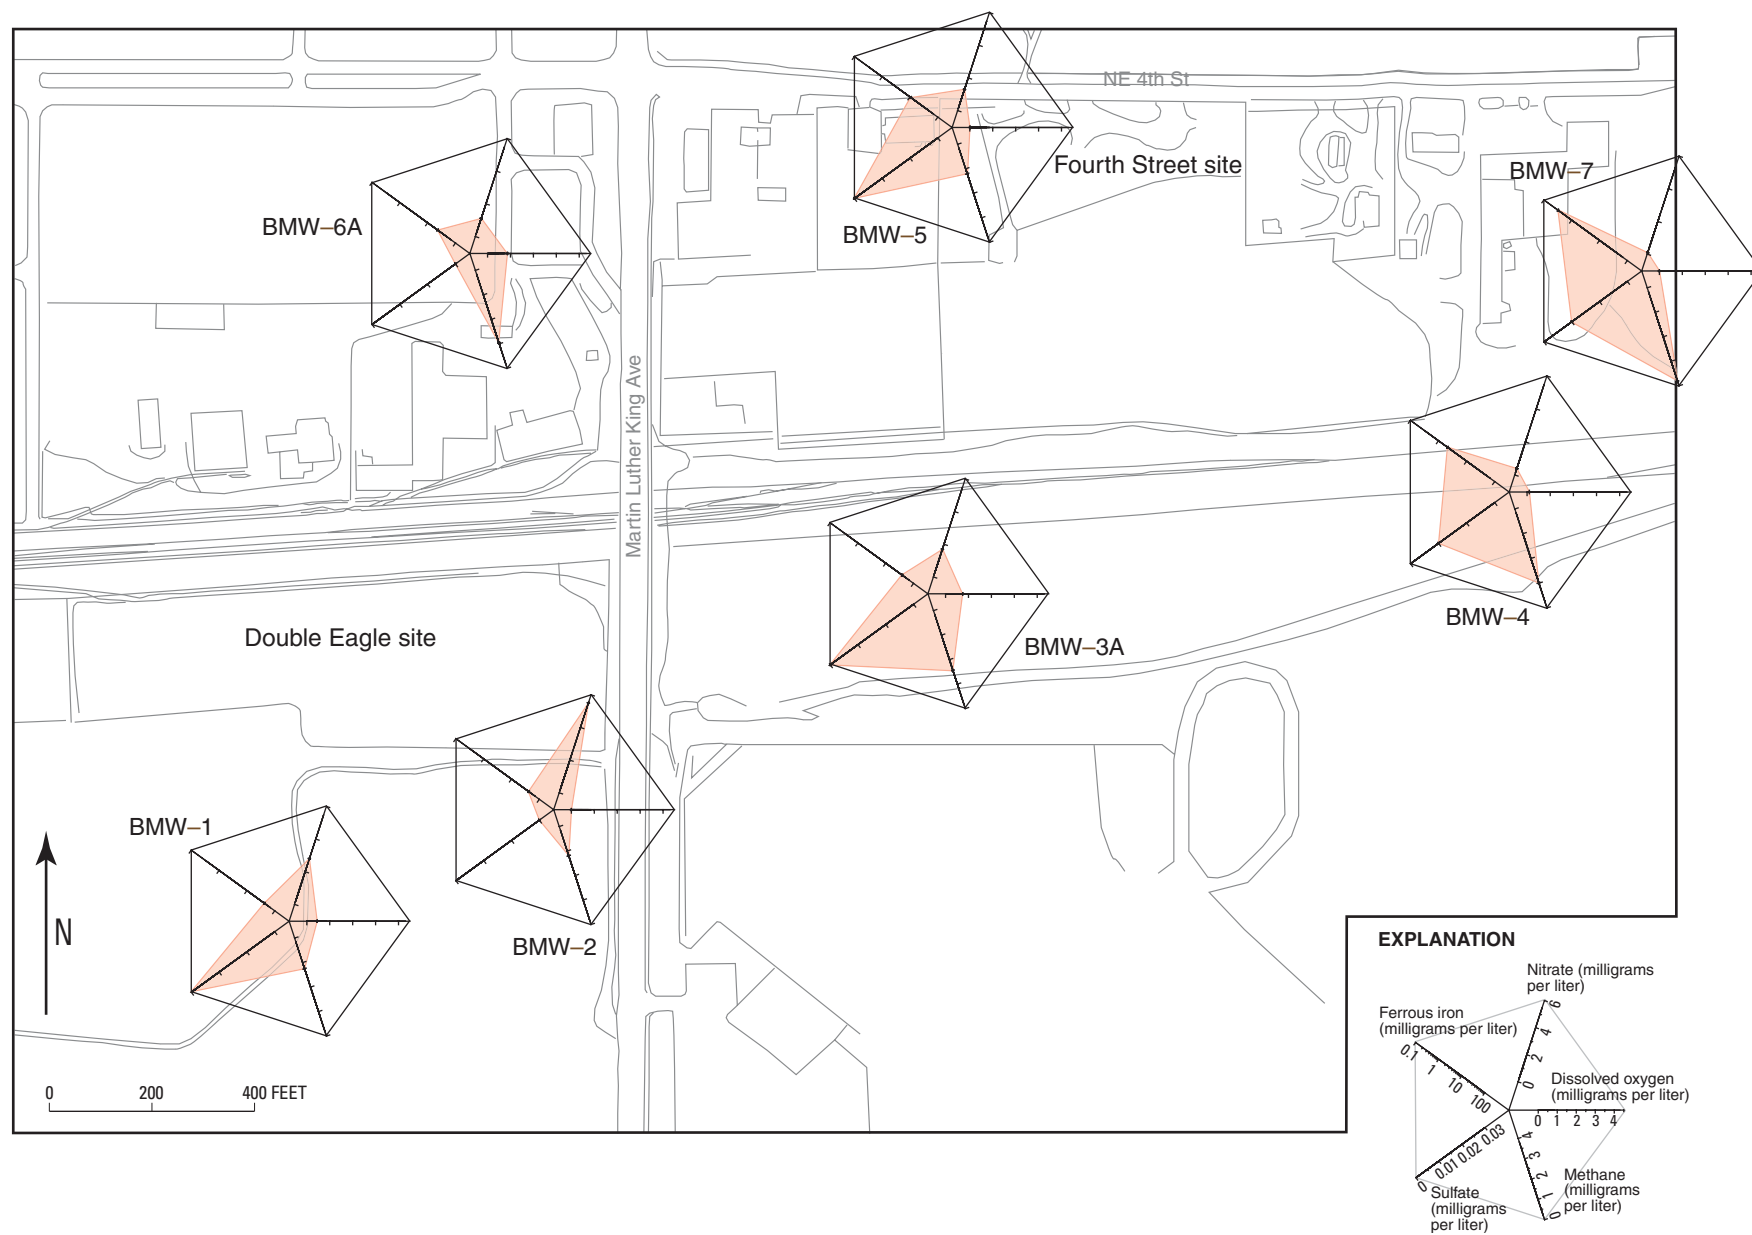 NE 4th St
Fourth Street site
BMW–7
BMW–6A
BMW–5
Martin Luther King Ave
BMW–4
Double Eagle site
BMW–3A
BMW–1
BMW–2
N
0 200 400 FEET
EXPLANATION
Nitrate (milligrams
per liter)
6
4
2
0
Ferrous iron
(milligrams per liter)
0.1 1 10 100
Dissolved oxygen
(milligrams per liter)
0 1 2 3 4
0 0.01 0.02 0.03
Sulfate
(milligrams
per liter)
4
3
2
1
0
Methane
(milligrams
per liter)